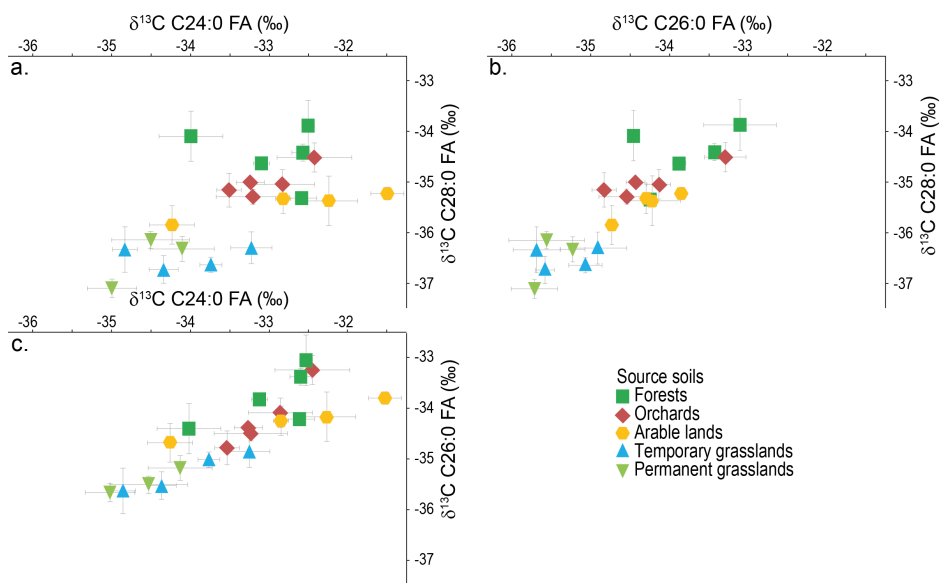 δ13C C24:0 FA (‰)
-36 -35 -34 -33 -32
a.
-33
-34
-35
-36
-37
δ13C C28:0 FA (‰)
δ13C C26:0 FA (‰)
-36 -35 -34 -33 -32
b.
-33
-34
-35
-36
-37
δ13C C28:0 FA (‰)
δ13C C24:0 FA (‰)
-36 -35 -34 -33 -32
c.
-33
-34
-35
-36
-37
δ13C C26:0 FA (‰)
Source soils
Forests
Orchards
Arable lands
Temporary grasslands
Permanent grasslands